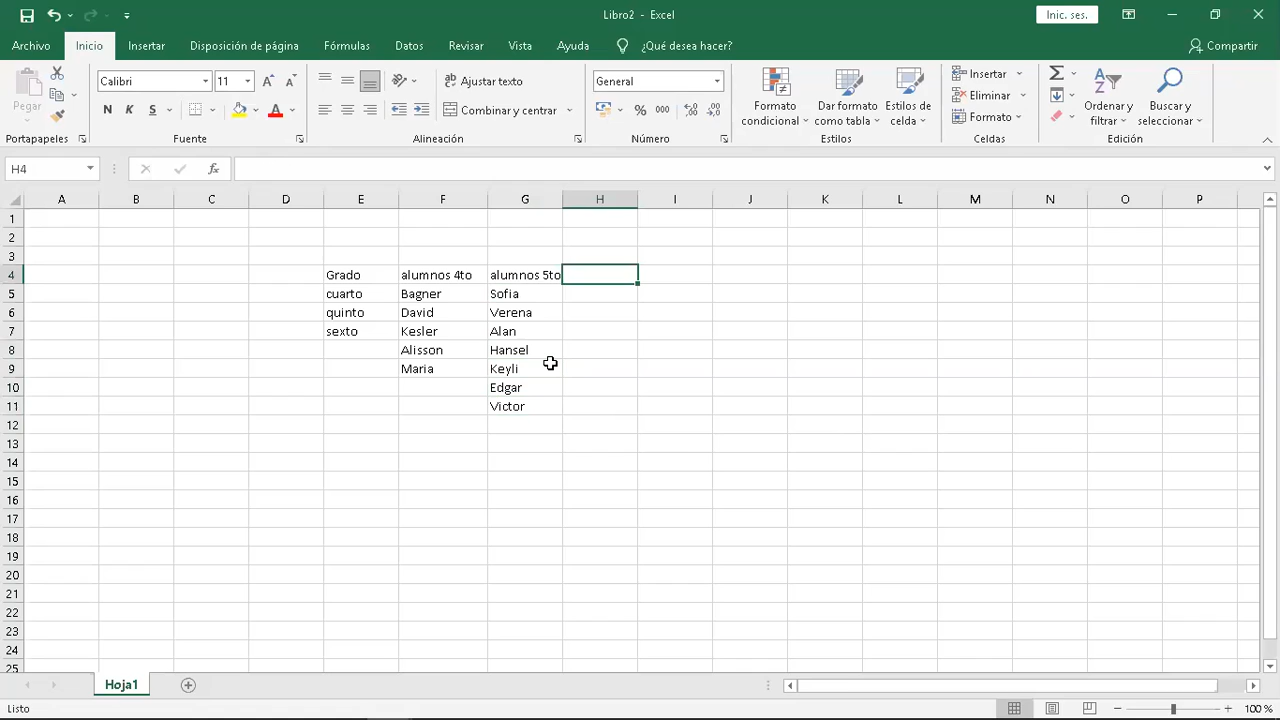 Libro2 - Excel
Inic. ses.
Archivo Inicio Insertar Disposición de página Fórmulas Datos Revisar Vista Ayuda ¿Qué desea hacer? Compartir
Pegar
Calibri 11
N K S
Ajustar texto
Combinar y centrar
General
% 000
Formato condicional
Dar formato como tabla
Estilos de celda
Insertar
Eliminar
Formato
Ordenar y filtrar
Buscar y seleccionar
Portapapeles Fuente Alineación Número Estilos Celdas Edición
H4 fx
A B C D E F G H I J K L M N O P
1
2
3
4 Grado alumnos 4to alumnos 5to
5 cuarto Bagner Sofia
6 quinto David Verena
7 sexto Kesler Alan
8 Alisson Hansel
9 Maria Keyli
10 Edgar
11 Victor
12
13
14
15
16
17
18
19
20
21
22
23
24
25
Hoja1
Listo 100 %